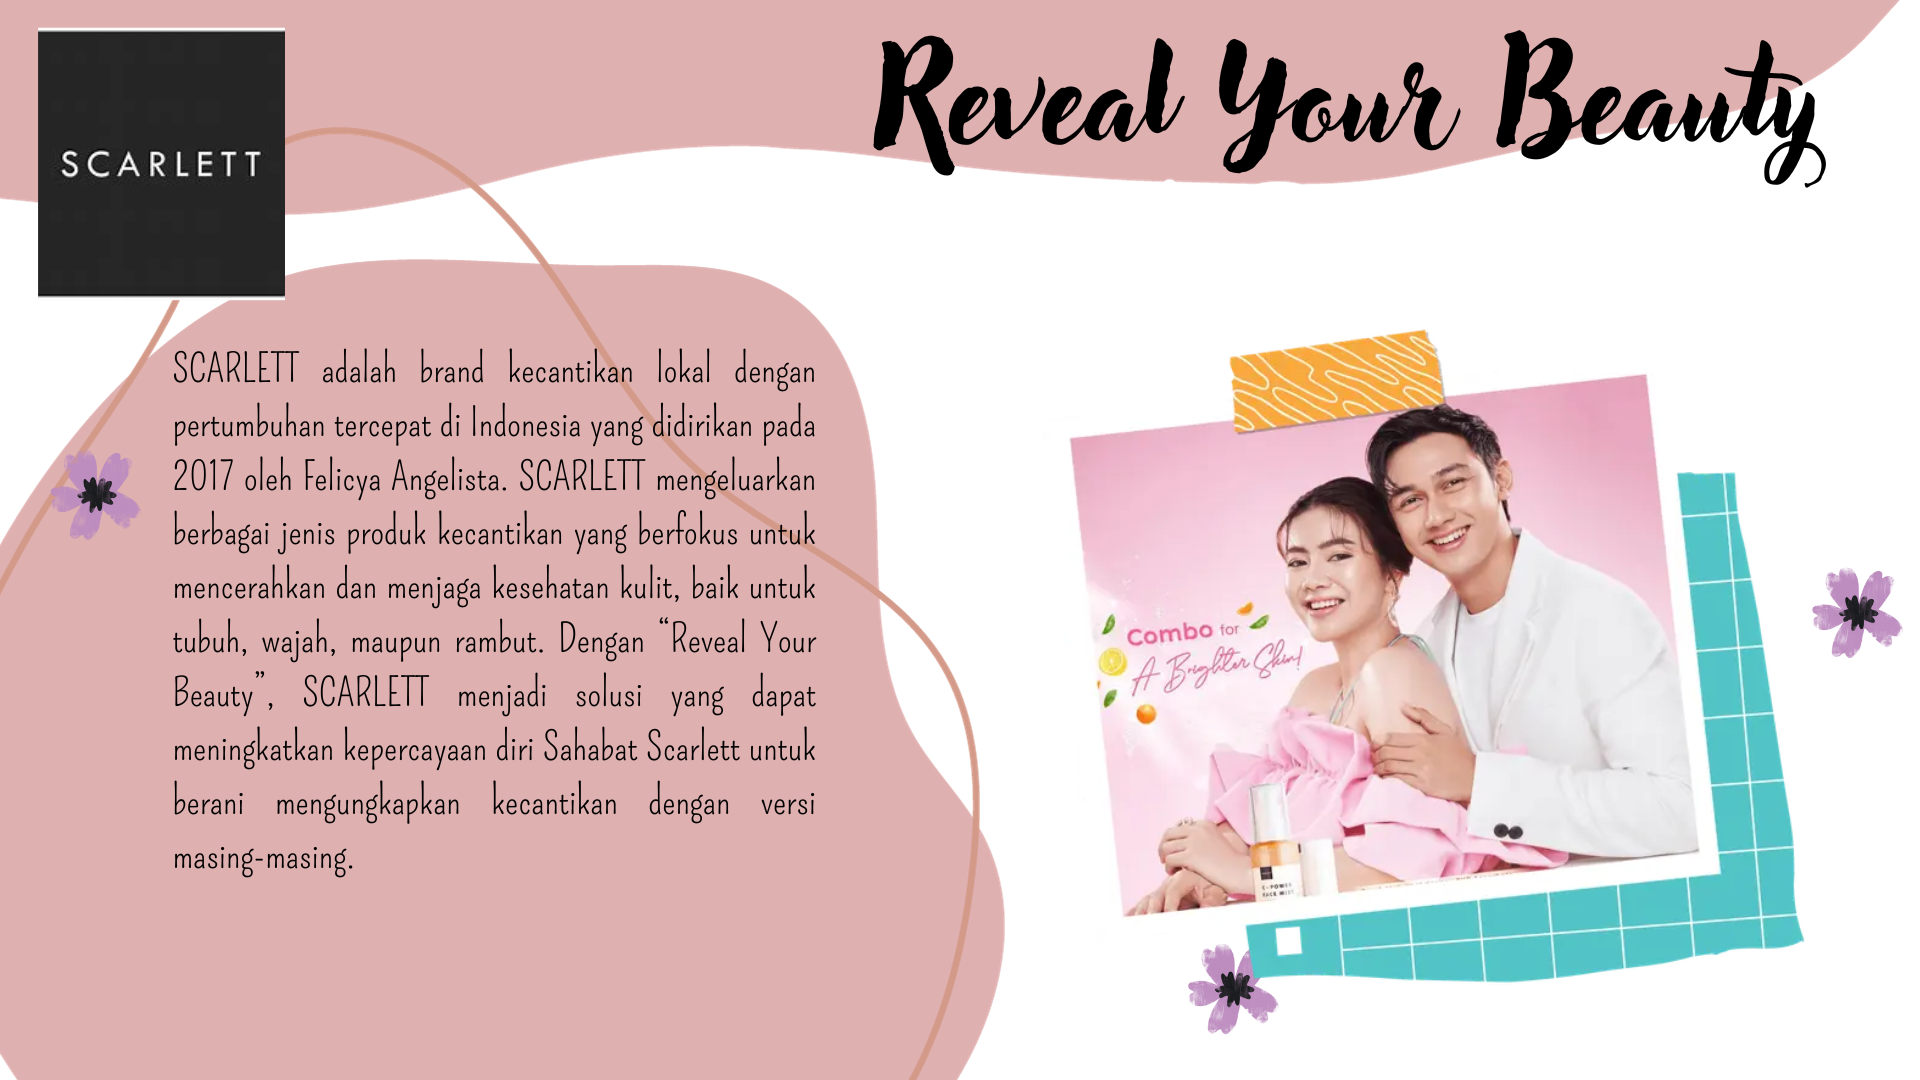 SCARLETT
Reveal Your Beauty
SCARLETT adalah brand kecantikan lokal dengan
pertumbuhan tercepat di Indonesia yang didirikan pada
2017 oleh Felicya Angelista. SCARLETT mengeluarkan
berbagai jenis produk kecantikan yang berfokus untuk
mencerahkan dan menjaga kesehatan kulit, baik untuk
tubuh, wajah, maupun rambut. Dengan “Reveal Your
Beauty”, SCARLETT menjadi solusi yang dapat
meningkatkan kepercayaan diri Sahabat Scarlett untuk
berani mengungkapkan kecantikan dengan versi
masing-masing.
Combo for
A Brighter Skin!
FACE MIST